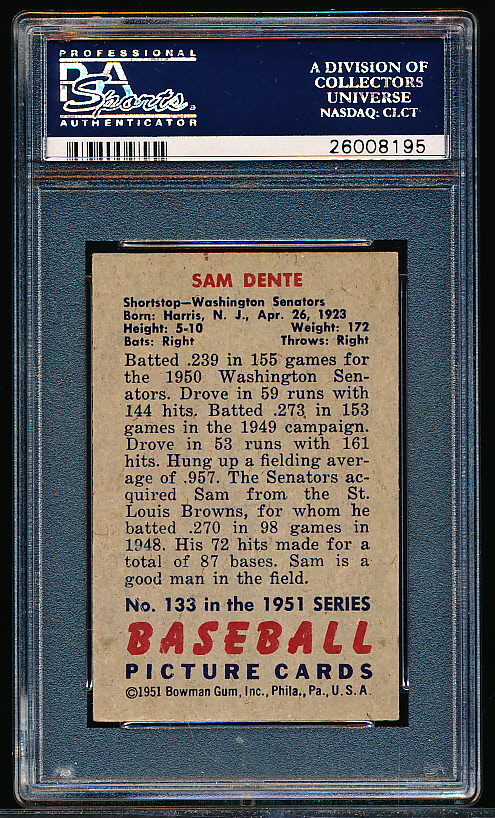 PROFESSIONAL
PSA
Sports
AUTHENTICATOR
A DIVISION OF
COLLECTORS
UNIVERSE
NASDAQ: CLCT
26008195
SAM DENTE
Shortstop—Washington Senators
Born: Harris, N. J., Apr. 26, 1923
Height: 5-10 Weight: 172
Bats: Right Throws: Right
Batted .239 in 155 games for
the 1950 Washington Sen-
ators. Drove in 59 runs with
144 hits. Batted .273 in 153
games in the 1949 campaign.
Drove in 53 runs with 161
hits. Hung up a fielding aver-
age of .957. The Senators ac-
quired Sam from the St.
Louis Browns, for whom he
batted .270 in 98 games in
1948. His 72 hits made for a
total of 87 bases. Sam is a
good man in the field.
No. 133 in the 1951 SERIES
BASEBALL
PICTURE CARDS
©1951 Bowman Gum, Inc., Phila., Pa., U. S. A.